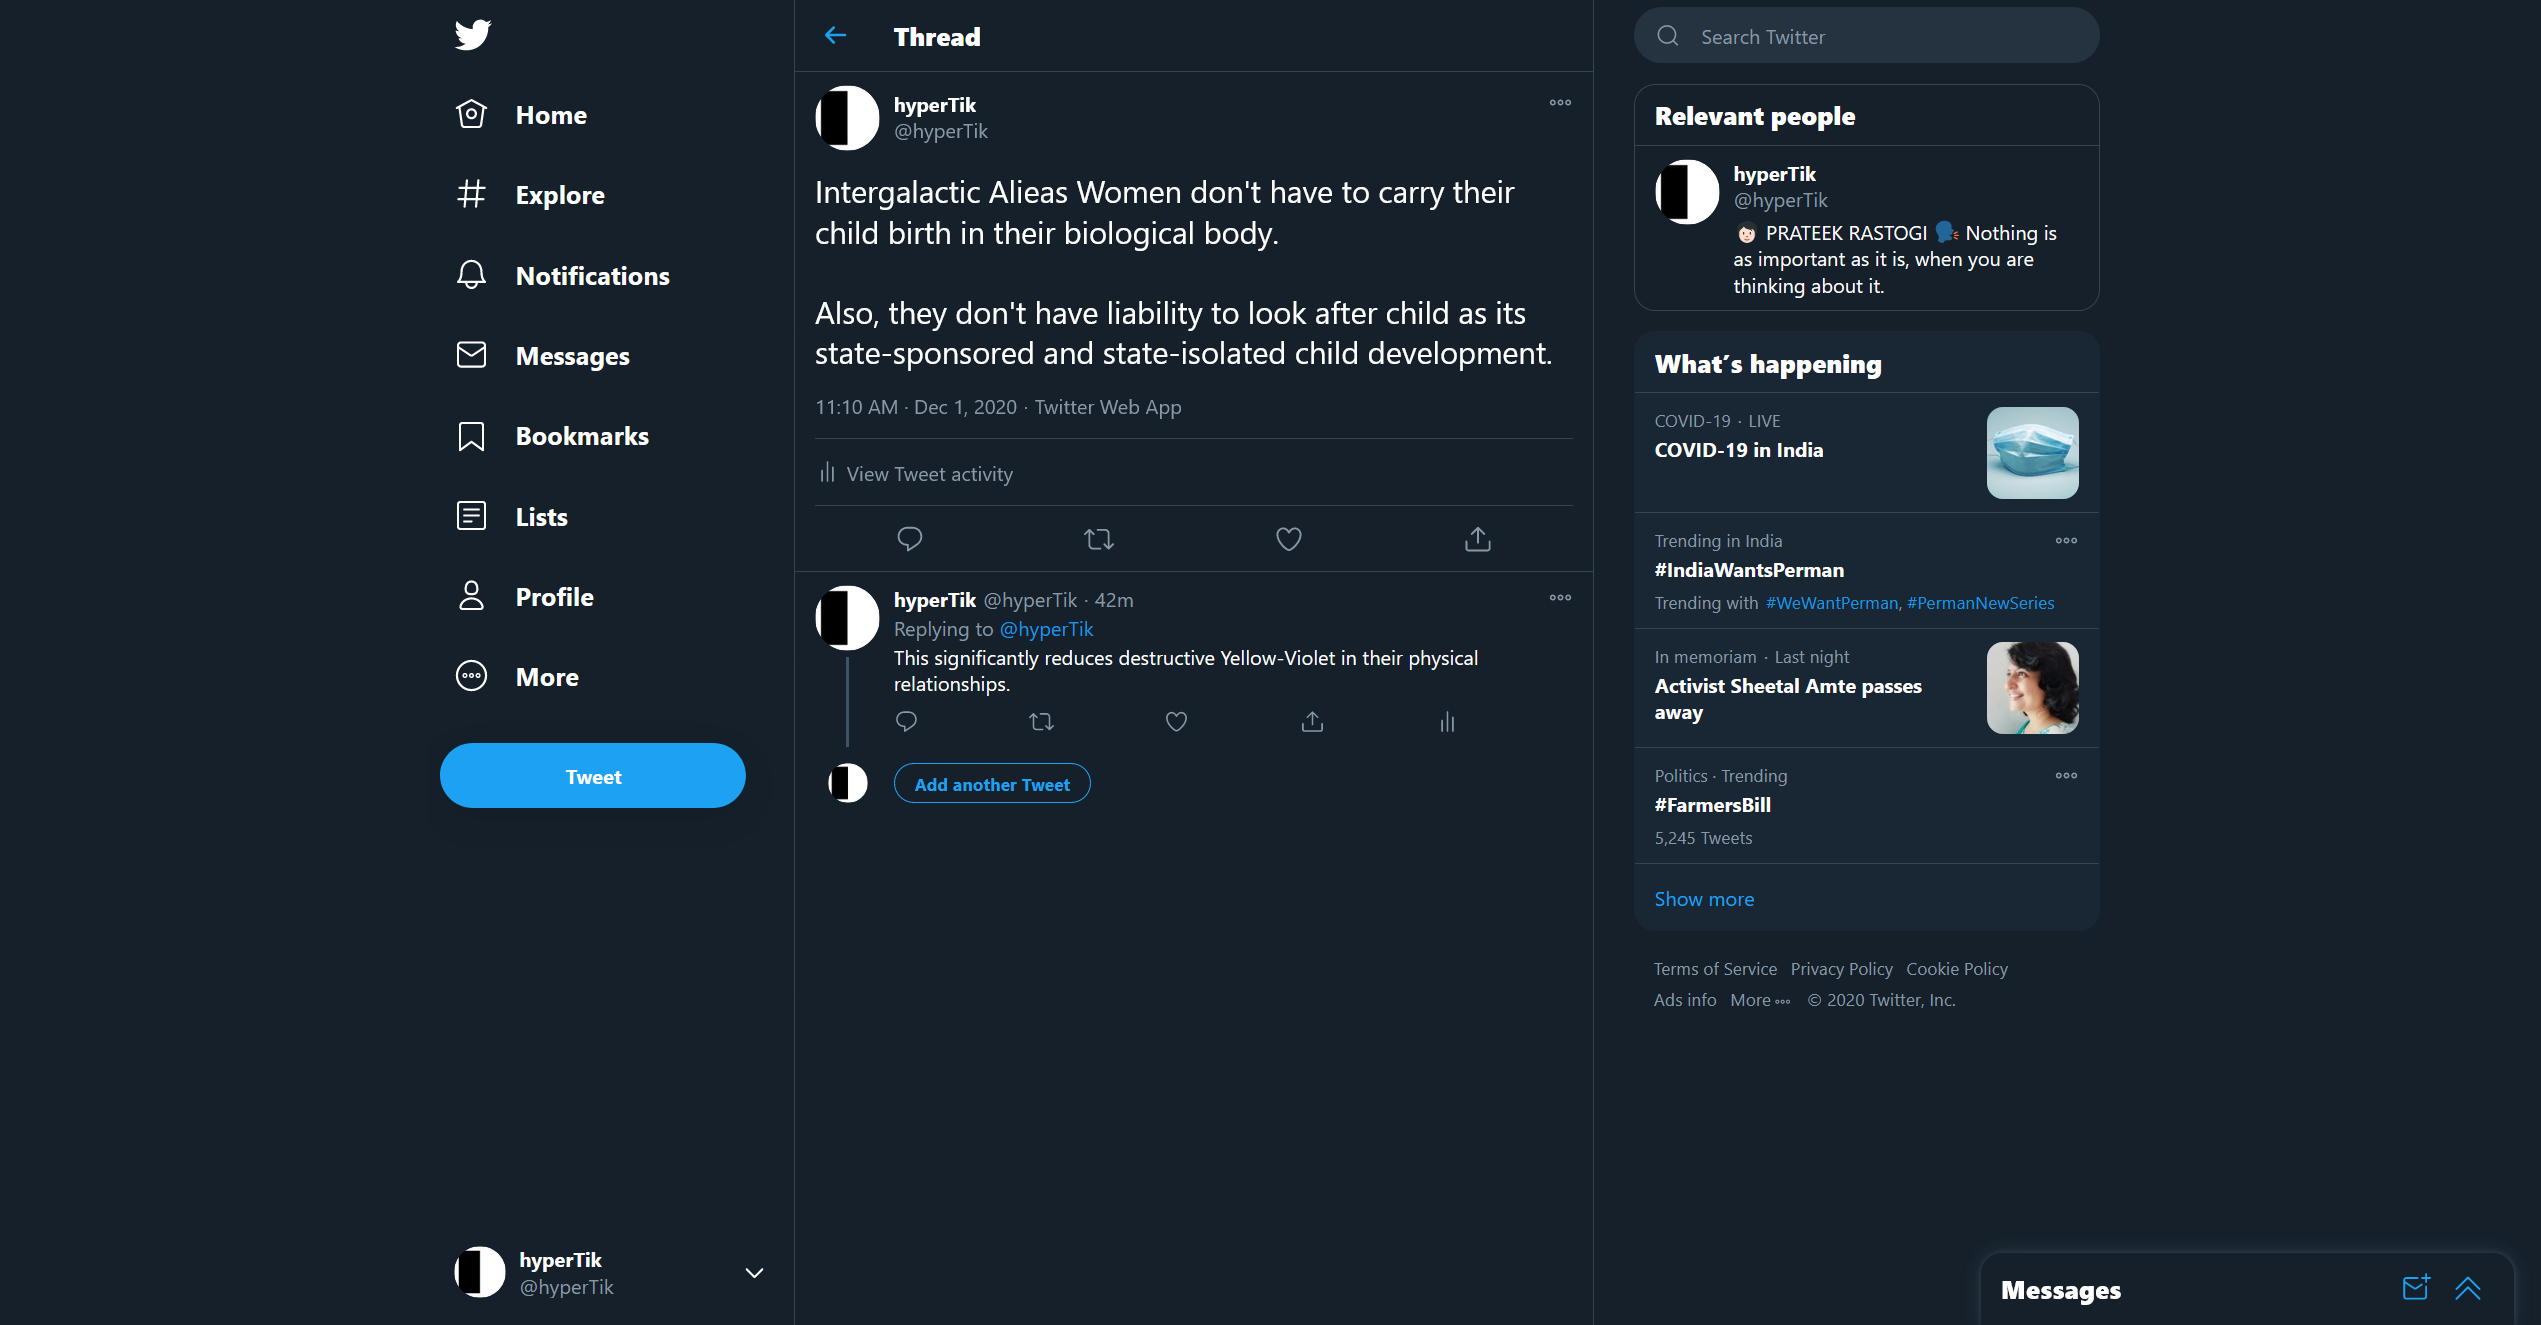 Home
Explore
Notifications
Messages
Bookmarks
Lists
Profile
More
Tweet
hyperTik
@hyperTik
Thread
hyperTik
@hyperTik
Intergalactic Alieas Women don't have to carry their
child birth in their biological body.
Also, they don't have liability to look after child as its
state-sponsored and state-isolated child development.
11:10 AM · Dec 1, 2020 · Twitter Web App
View Tweet activity
hyperTik @hyperTik · 42m
Replying to @hyperTik
This significantly reduces destructive Yellow-Violet in their physical
relationships.
Add another Tweet
Search Twitter
Relevant people
hyperTik
@hyperTik
PRATEEK RASTOGI Nothing is
as important as it is, when you are
thinking about it.
What's happening
COVID-19 · LIVE
COVID-19 in India
Trending in India
#IndiaWantsPerman
Trending with #WeWantPerman, #PermanNewSeries
In memoriam · Last night
Activist Sheetal Amte passes
away
Politics · Trending
#FarmersBill
5,245 Tweets
Show more
Terms of Service Privacy Policy Cookie Policy
Ads info More © 2020 Twitter, Inc.
Messages